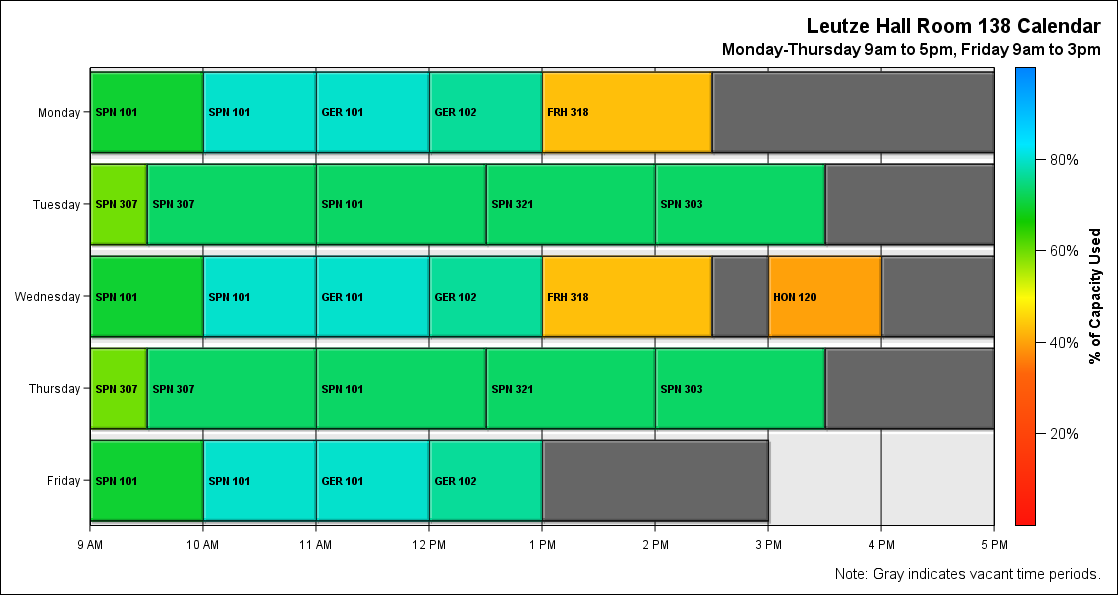 Leutze Hall Room 138 Calendar
Monday-Thursday 9am to 5pm, Friday 9am to 3pm
Monday SPN 101 SPN 101 GER 101 GER 102 FRH 318
Tuesday SPN 307 SPN 307 SPN 101 SPN 321 SPN 303
Wednesday SPN 101 SPN 101 GER 101 GER 102 FRH 318 HON 120
Thursday SPN 307 SPN 307 SPN 101 SPN 321 SPN 303
Friday SPN 101 SPN 101 GER 101 GER 102
9 AM 10 AM 11 AM 12 PM 1 PM 2 PM 3 PM 4 PM 5 PM
80%
60%
40%
20%
% of Capacity Used
Note: Gray indicates vacant time periods.